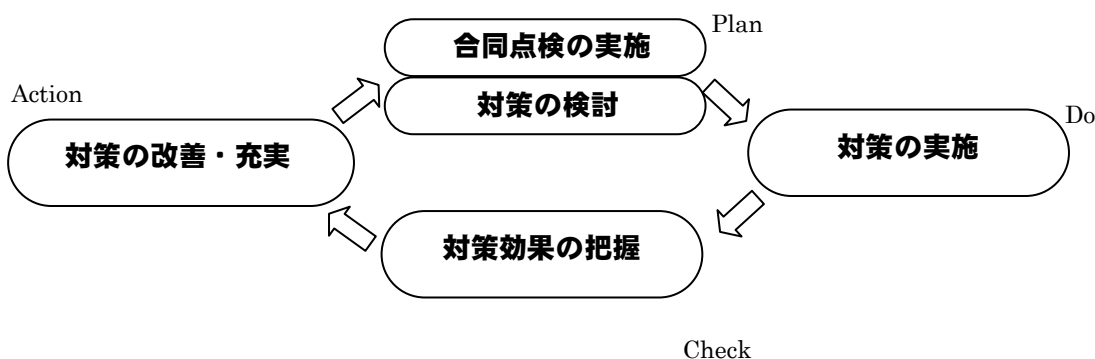 合同点検の実施
Plan
対策の検討
Action
Do
対策の改善・充実
対策の実施
対策効果の把握
Check